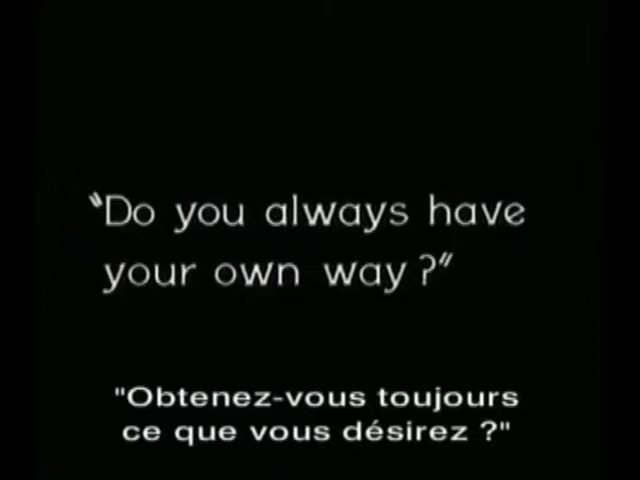 "Do you always have
your own way?"
"Obtenez-vous toujours
ce que vous désirez ?"